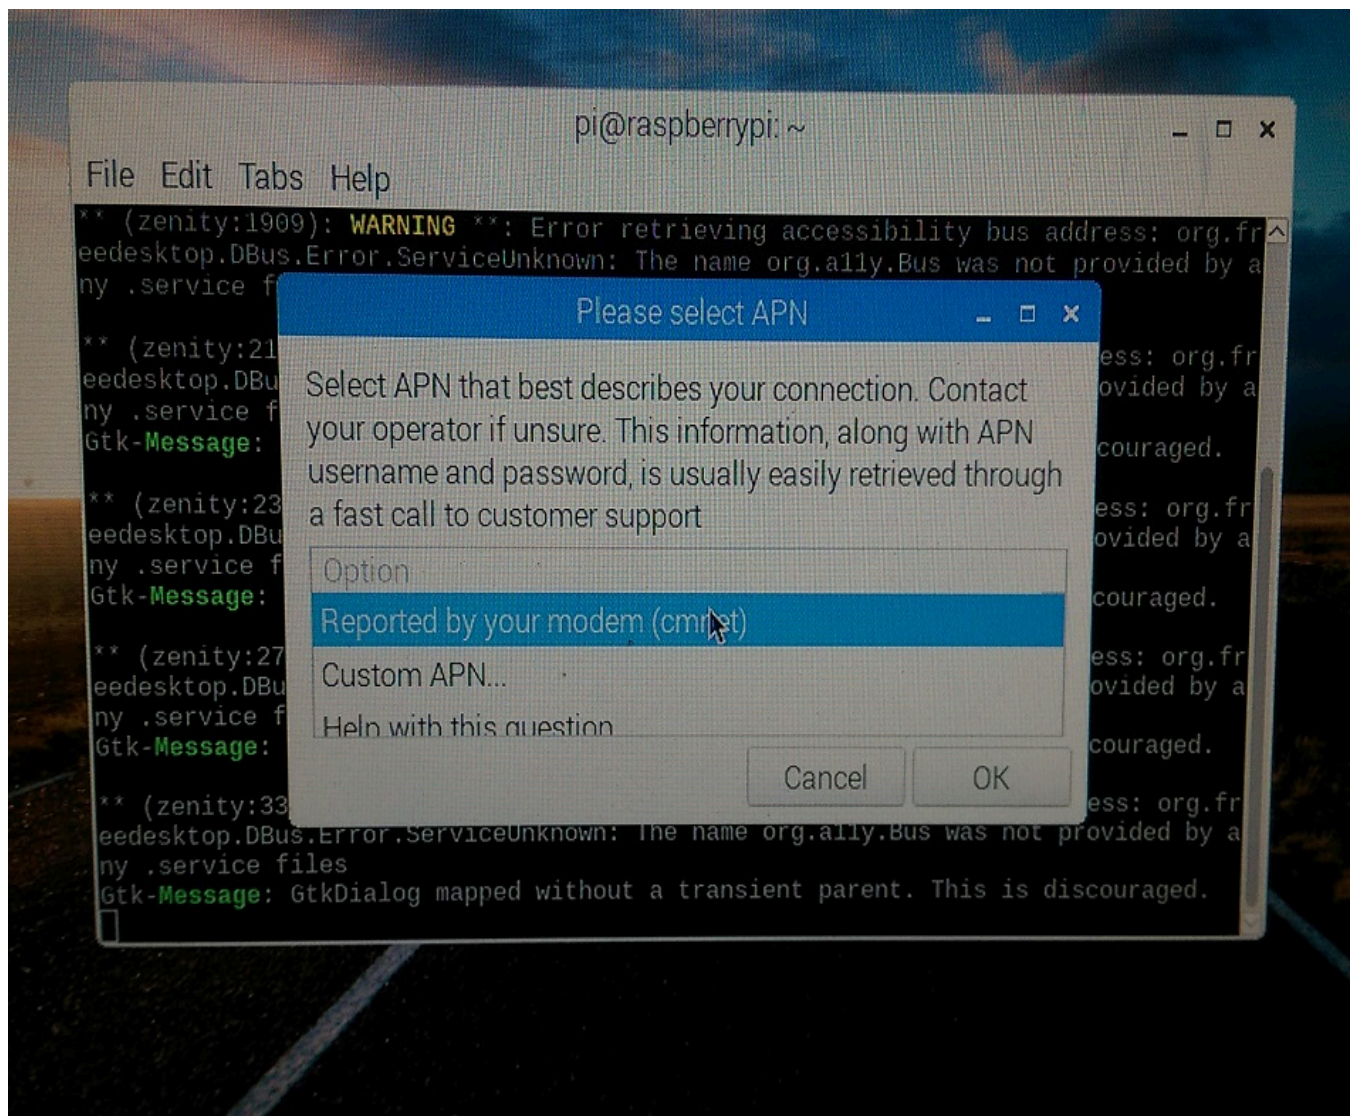 pi@raspberrypi: ~
File Edit Tabs Help
** (zenity:1909): WARNING **: Error retrieving accessibility bus address: org.fr
eedesktop.DBus.Error.ServiceUnknown: The name org.a11y.Bus was not provided by a
ny .service f
** (zenity:21
ess: org.fr
eedesktop.DBu
ovided by a
ny .service f
Gtk-Message:
couraged.
** (zenity:23
ess: org.fr
eedesktop.DBu
ovided by a
ny .service f
Gtk-Message:
couraged.
** (zenity:27
ess: org.fr
eedesktop.DBu
ovided by a
ny .service f
Gtk-Message:
couraged.
** (zenity:33
ess: org.fr
eedesktop.DBus.Error.ServiceUnknown: The name org.a11y.Bus was not provided by a
ny .service files
Gtk-Message: GtkDialog mapped without a transient parent. This is discouraged.
Please select APN
Select APN that best describes your connection. Contact
your operator if unsure. This information, along with APN
username and password, is usually easily retrieved through
a fast call to customer support
Option
Reported by your modem (cmnet)
Custom APN...
Help with this question
Cancel OK